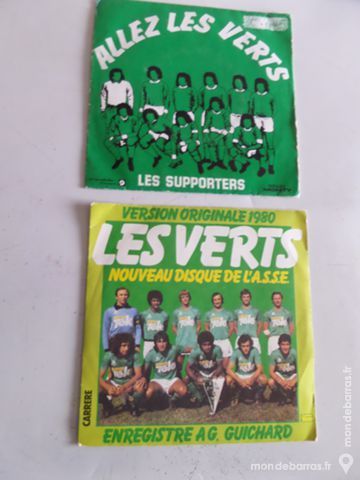 ALLEZ LES VERTS
LES SUPPORTERS
VERSION ORIGINALE 1980
LES VERTS
NOUVEAU DISQUE DE L'A.S.S.E.
CARRERE
ENREGISTRE A G. GUICHARD
mondebarras.fr